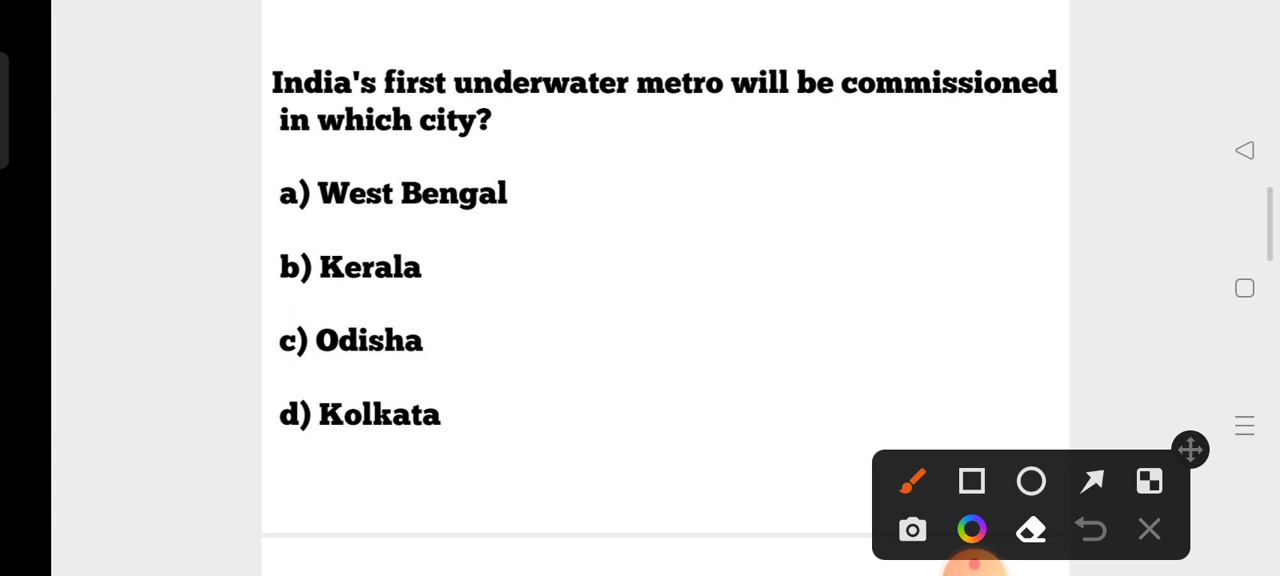 India's first underwater metro will be commissioned
in which city?
a) West Bengal
b) Kerala
c) Odisha
d) Kolkata